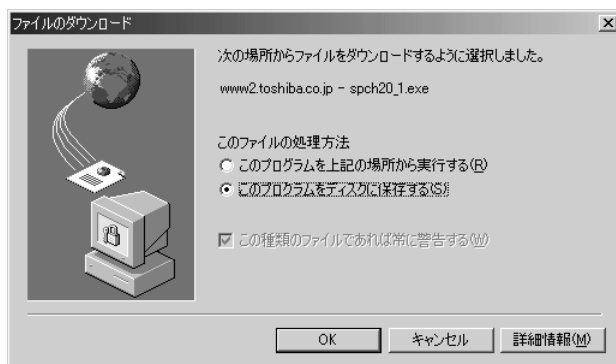 ファイルのダウンロード
次の場所からファイルをダウンロードするように選択しました。
www2.toshiba.co.jp - spch20_1.exe
このファイルの処理方法
このプログラムを上記の場所から実行する(R)
このプログラムをディスクに保存する(S)
この種類のファイルであれば常に警告する(W)
OK キャンセル 詳細情報(M)